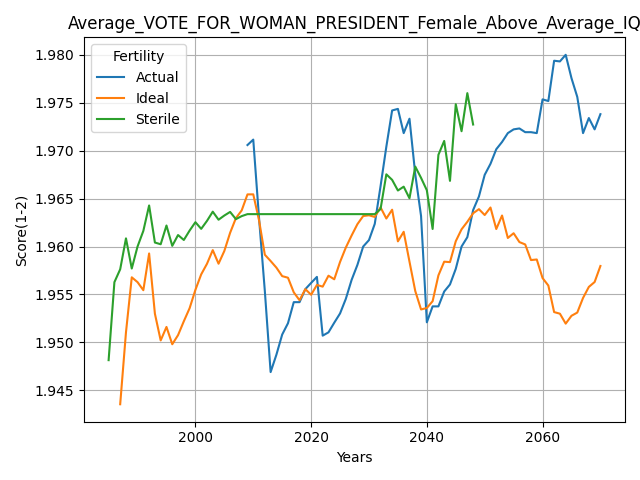 Average_VOTE_FOR_WOMAN_PRESIDENT_Female_Above_Average_IQ
Fertility
Actual
Ideal
Sterile
Score(1-2)
1.980
1.975
1.970
1.965
1.960
1.955
1.950
1.945
2000 2020 2040 2060
Years